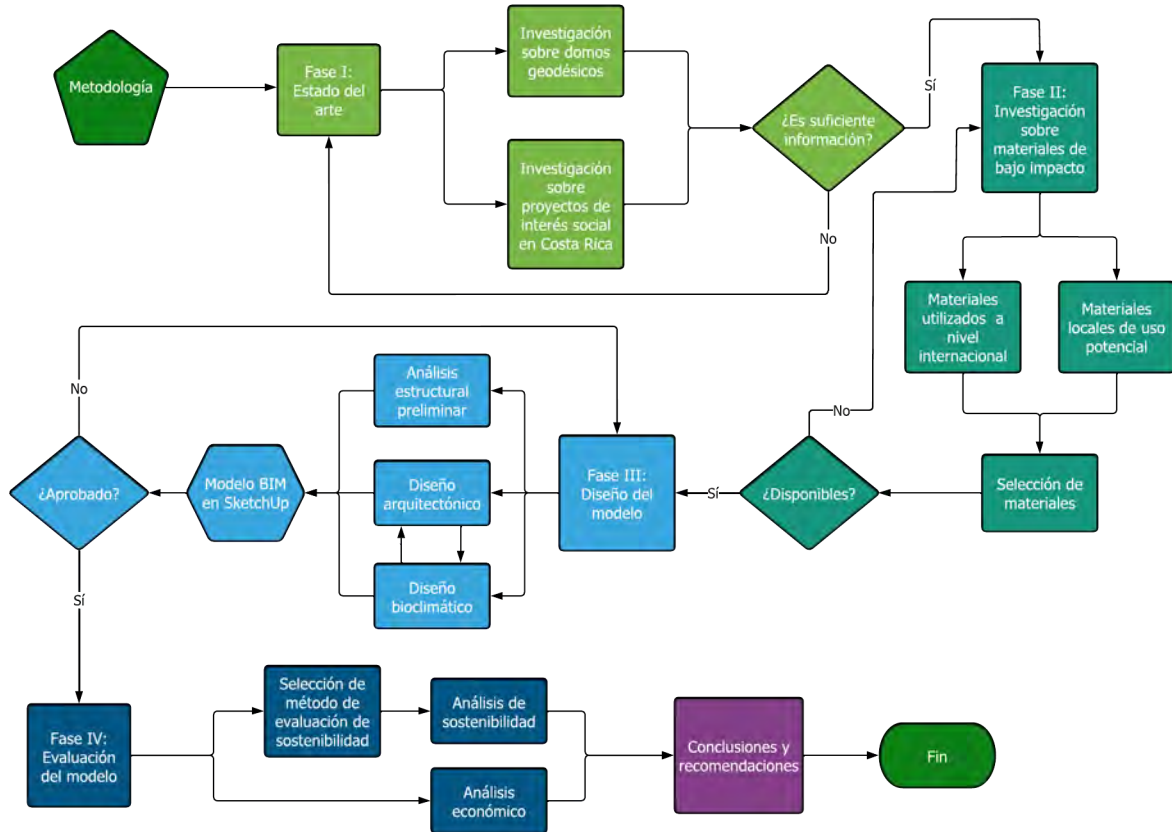 Metodología
Fase I:
Estado del
arte
Investigación
sobre domos
geodésicos
Investigación
sobre
proyectos de
interés social
en Costa Rica
¿Es suficiente
información?
Sí
No
Fase II:
Investigación
sobre
materiales de
bajo impacto
Materiales
utilizados a
nivel
internacional
Materiales
locales de uso
potencial
Selección de
materiales
¿Disponibles?
No
Sí
Fase III:
Diseño del
modelo
Análisis
estructural
preliminar
Diseño
arquitectónico
Diseño
bioclimático
Modelo BIM
en SketchUp
¿Aprobado?
No
Sí
Fase IV:
Evaluación
del modelo
Selección de
método de
evaluación de
sostenibilidad
Análisis de
sostenibilidad
Análisis
económico
Conclusiones y
recomendaciones
Fin